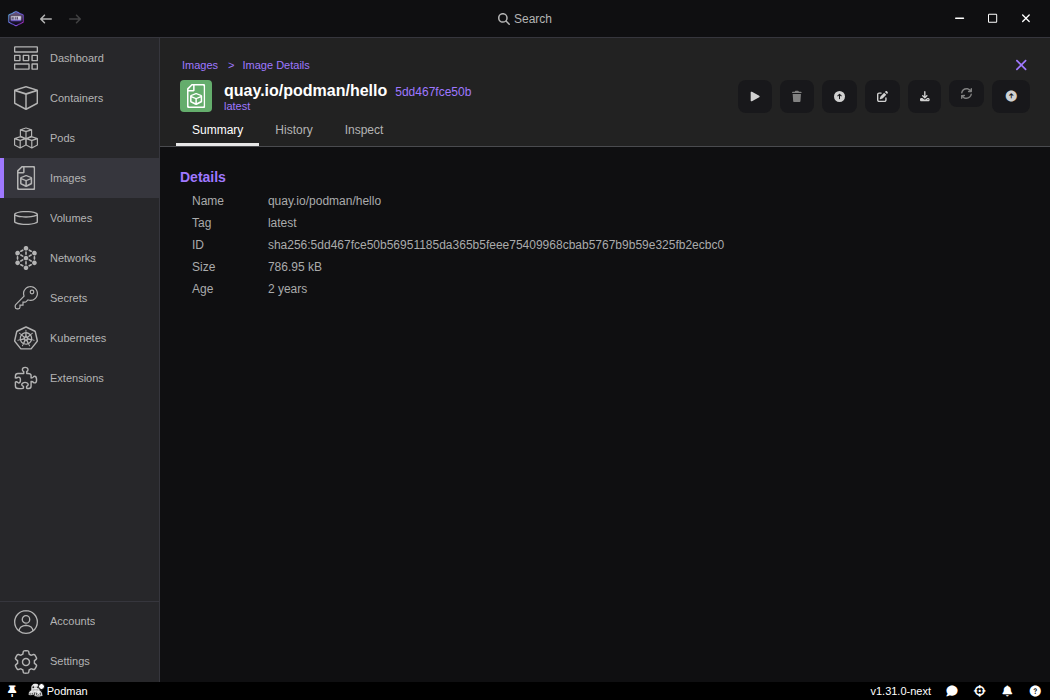 Search
Dashboard
Containers
Pods
Images
Volumes
Networks
Secrets
Kubernetes
Extensions
Accounts
Settings
Images > Image Details
quay.io/podman/hello 5dd467fce50b
latest
Summary History Inspect
Details
Name quay.io/podman/hello
Tag latest
ID sha256:5dd467fce50b56951185da365b5feee75409968cbab5767b9b59e325fb2ecbc0
Size 786.95 kB
Age 2 years
Podman
v1.31.0-next